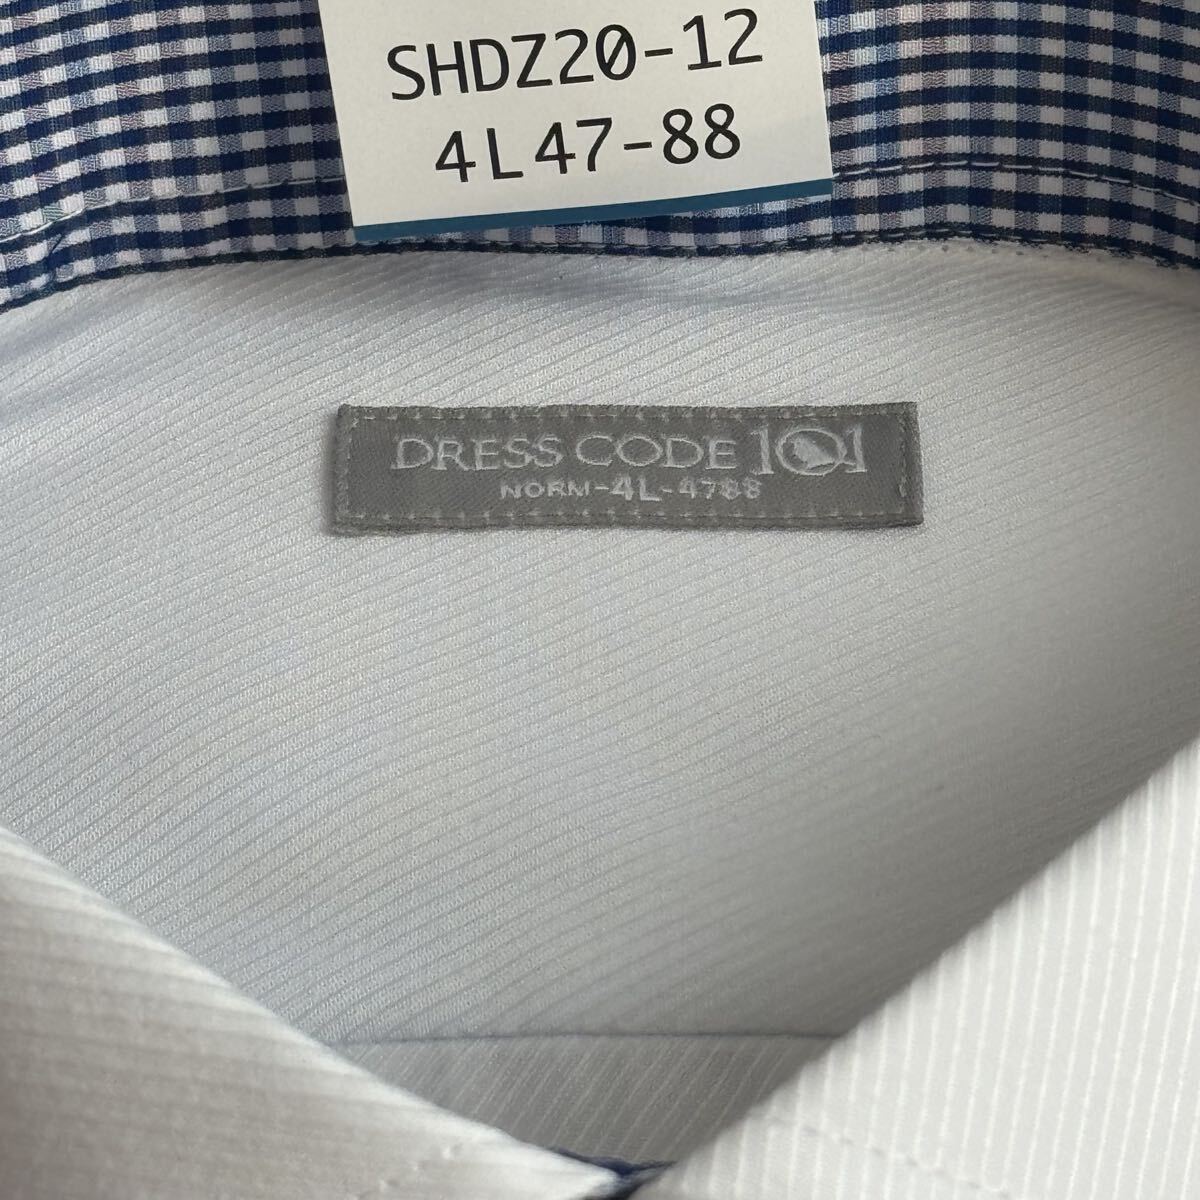 SHDZ20-12
4L47-88
DRESS CODE 101
NORM-4L-4788